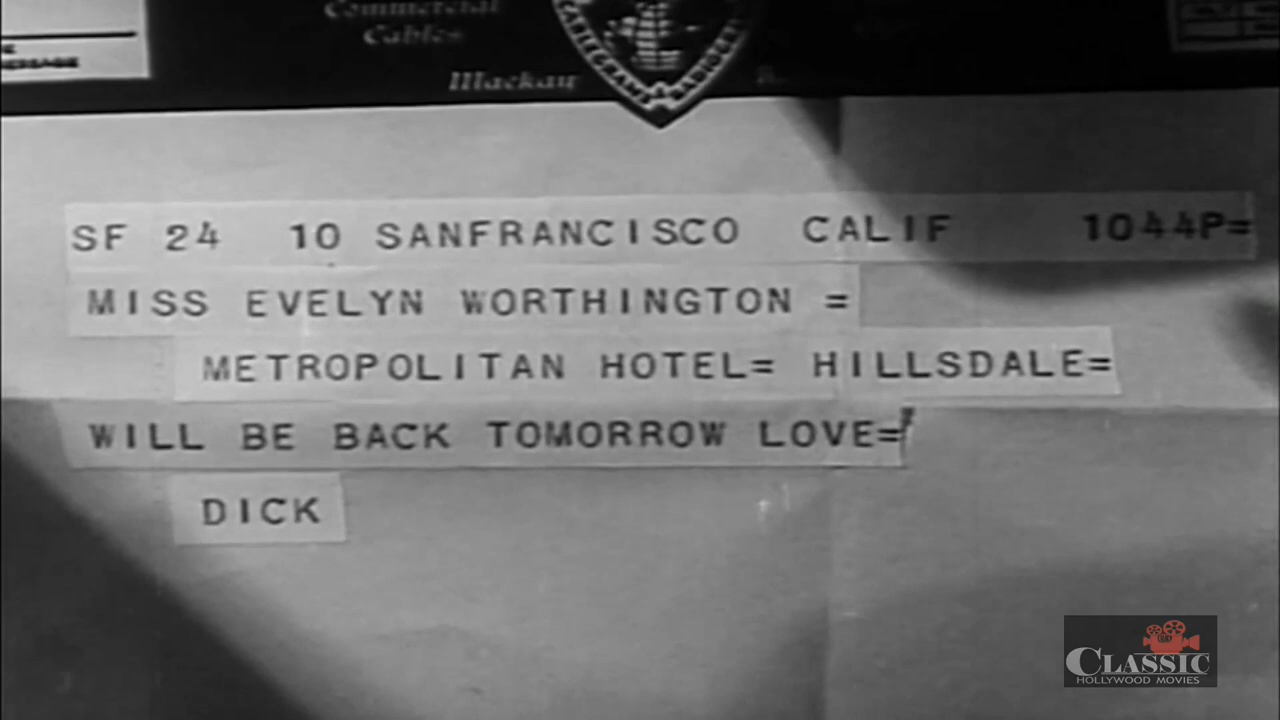 Commercial
Cables
Mackay
SF 24 10 SANFRANCISCO CALIF 1044P=
MISS EVELYN WORTHINGTON =
METROPOLITAN HOTEL= HILLSDALE=
WILL BE BACK TOMORROW LOVE=
DICK
CLASSIC
HOLLYWOOD MOVIES